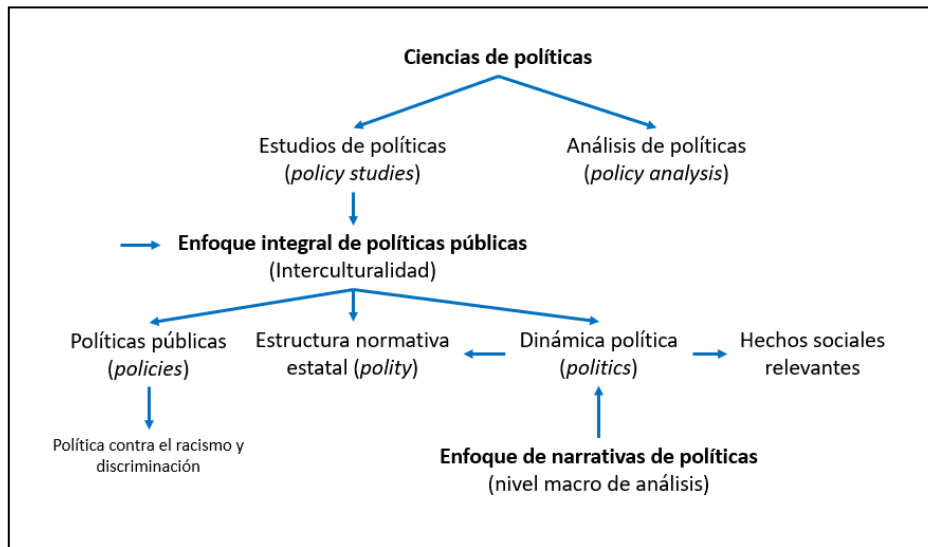 Ciencias de políticas
Estudios de políticas
(policy studies)
Análisis de políticas
(policy analysis)
Enfoque integral de políticas públicas
(Interculturalidad)
Políticas públicas
(policies)
Estructura normativa
estatal (polity)
Dinámica política
(politics)
Hechos sociales
relevantes
Política contra el racismo y
discriminación
Enfoque de narrativas de políticas
(nivel macro de análisis)